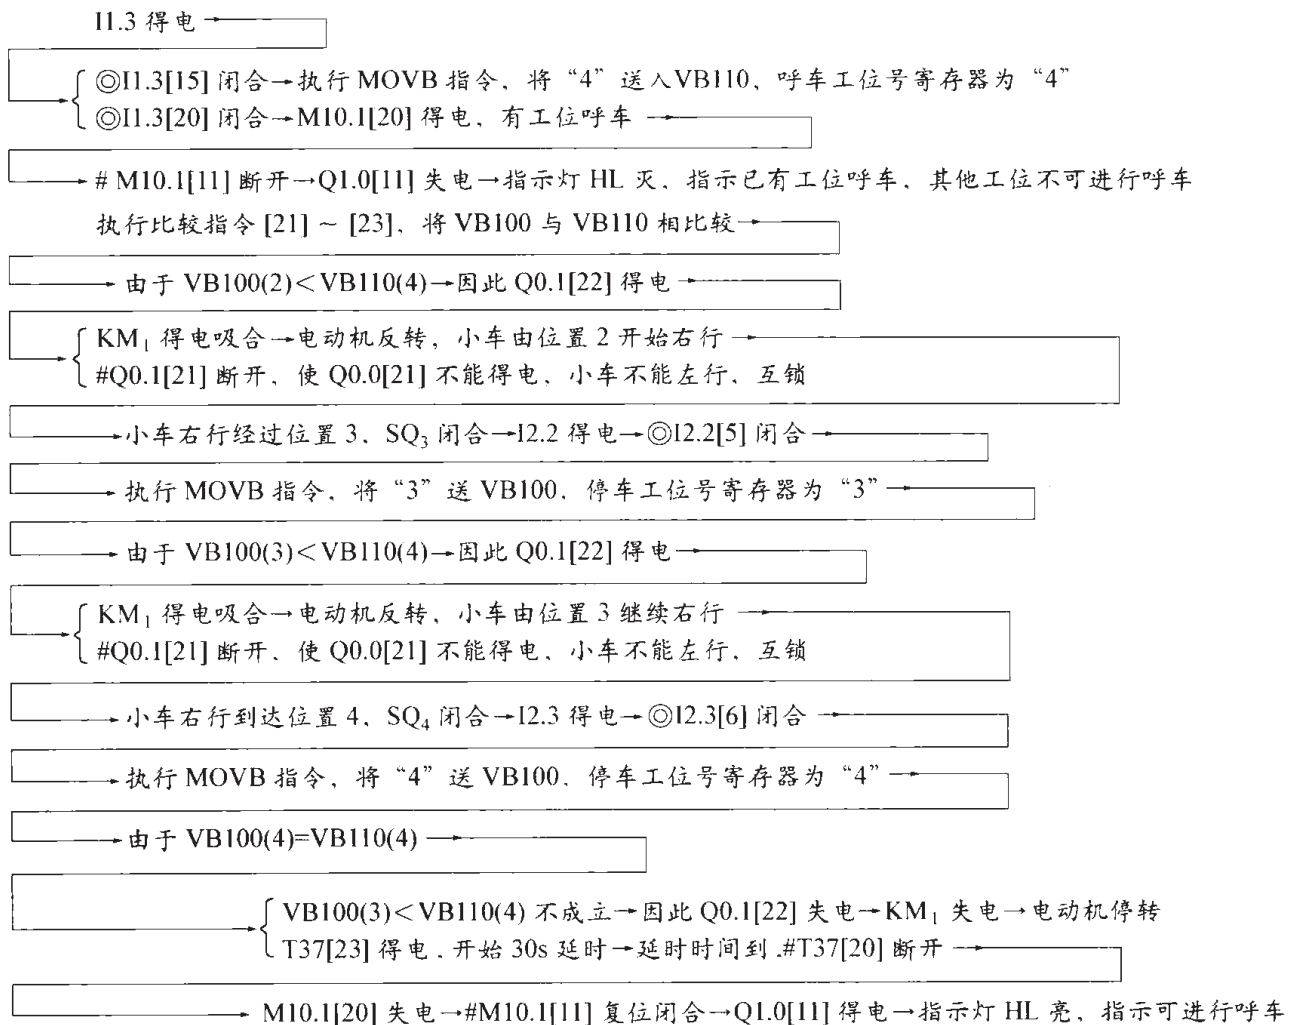 I1.3 得电→
◎I1.3[15] 闭合→执行 MOVB 指令, 将 “4” 送入VB110, 呼车工位号寄存器为 “4”
◎I1.3[20] 闭合→M10.1[20] 得电, 有工位呼车→
# M10.1[11] 断开→Q1.0[11] 失电→指示灯 HL 灭, 指示已有工位呼车, 其他工位不可进行呼车
执行比较指令 [21] ~ [23], 将 VB100 与 VB110 相比较→
由于 VB100(2)<VB110(4)→因此 Q0.1[22] 得电→
KM₁ 得电吸合→电动机反转, 小车由位置 2 开始右行→
#Q0.1[21] 断开、使 Q0.0[21] 不能得电, 小车不能左行, 互锁
小车右行经过位置 3, SQ₃ 闭合→I2.2 得电→◎I2.2[5] 闭合→
执行 MOVB 指令, 将 “3” 送 VB100, 停车工位号寄存器为 “3”→
由于 VB100(3)<VB110(4)→因此 Q0.1[22] 得电→
KM₁ 得电吸合→电动机反转, 小车由位置 3 继续右行→
#Q0.1[21] 断开、使 Q0.0[21] 不能得电, 小车不能左行, 互锁
小车右行到达位置 4, SQ₄ 闭合→I2.3 得电→◎I2.3[6] 闭合→
执行 MOVB 指令, 将 “4” 送 VB100, 停车工位号寄存器为 “4”→
由于 VB100(4)=VB110(4)→
VB100(3)<VB110(4) 不成立→因此 Q0.1[22] 失电→KM₁ 失电→电动机停转
T37[23] 得电, 开始 30s 延时→延时时间到, #T37[20] 断开→
M10.1[20] 失电→#M10.1[11] 复位闭合→Q1.0[11] 得电→指示灯 HL 亮, 指示可进行呼车